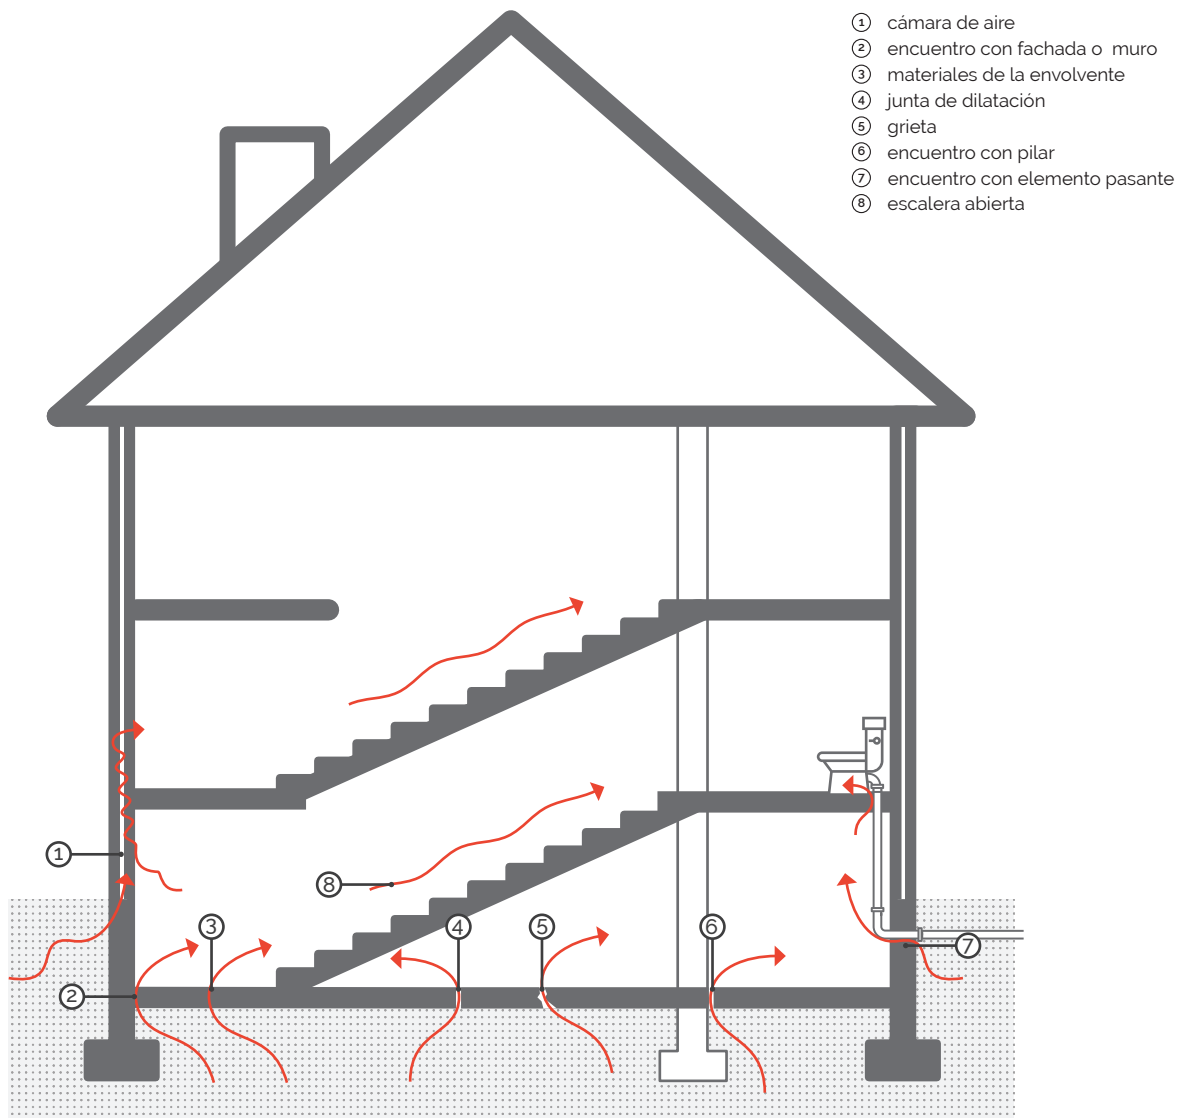 ① cámara de aire
② encuentro con fachada o muro
③ materiales de la envolvente
④ junta de dilatación
⑤ grieta
⑥ encuentro con pilar
⑦ encuentro con elemento pasante
⑧ escalera abierta
①
⑧
③
④
⑤
⑥
⑦
②